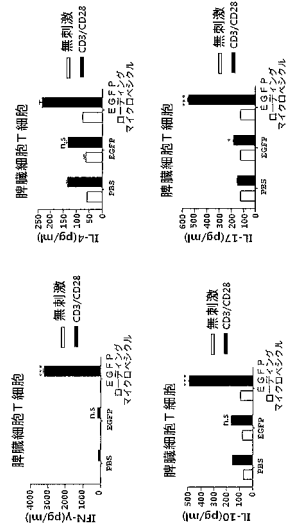 脾臓細胞T細胞
IFN-γ(pg/ml)
4000
3000
2000
1000
0
無刺激
CD3/CD28
n.s
***
PBS
EGFP
EGFP
ローディング
マイクロベシクル
脾臓細胞T細胞
IL-4(pg/ml)
250
200
150
100
50
0
無刺激
CD3/CD28
n.s
PBS
EGFP
EGFP
ローディング
マイクロベシクル
脾臓細胞T細胞
IL-10(pg/ml)
500
400
300
200
100
0
無刺激
CD3/CD28
n.s
***
PBS
EGFP
EGFP
ローディング
マイクロベシクル
脾臓細胞T細胞
IL-17(pg/ml)
600
500
400
300
200
100
0
無刺激
CD3/CD28
*
***
PBS
EGFP
EGFP
ローディング
マイクロベシクル